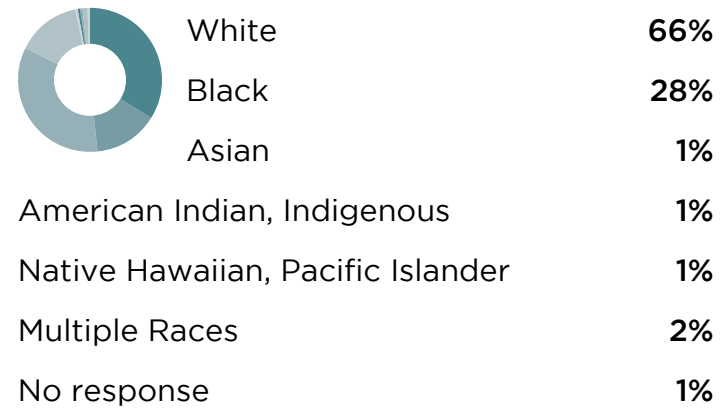 White 66%
Black 28%
Asian 1%
American Indian, Indigenous 1%
Native Hawaiian, Pacific Islander 1%
Multiple Races 2%
No response 1%